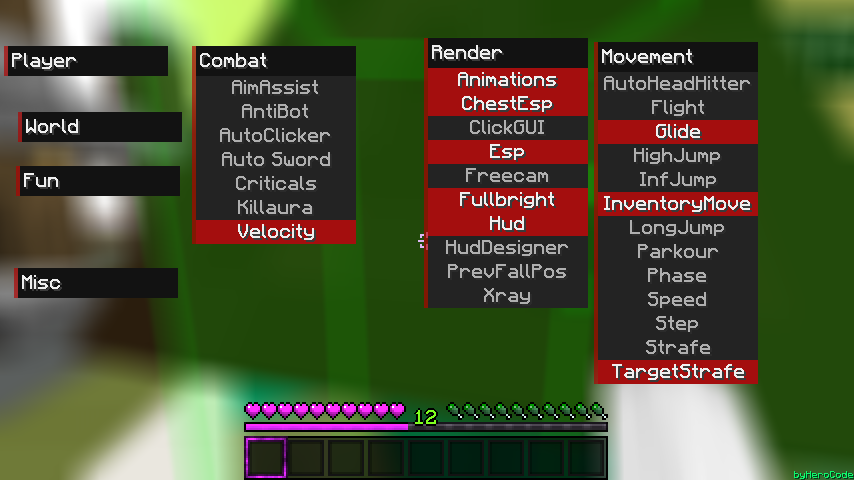 Player
World
Fun
Misc
Combat
AimAssist
AntiBot
AutoClicker
Auto Sword
Criticals
Killaura
Velocity
Render
Animations
ChestEsp
ClickGUI
Esp
Freecam
Fullbright
Hud
HudDesigner
PrevFallPos
Xray
Movement
AutoHeadHitter
Flight
Glide
HighJump
InfJump
InventoryMove
LongJump
Parkour
Phase
Speed
Step
Strafe
TargetStrafe
12
byHeroCode